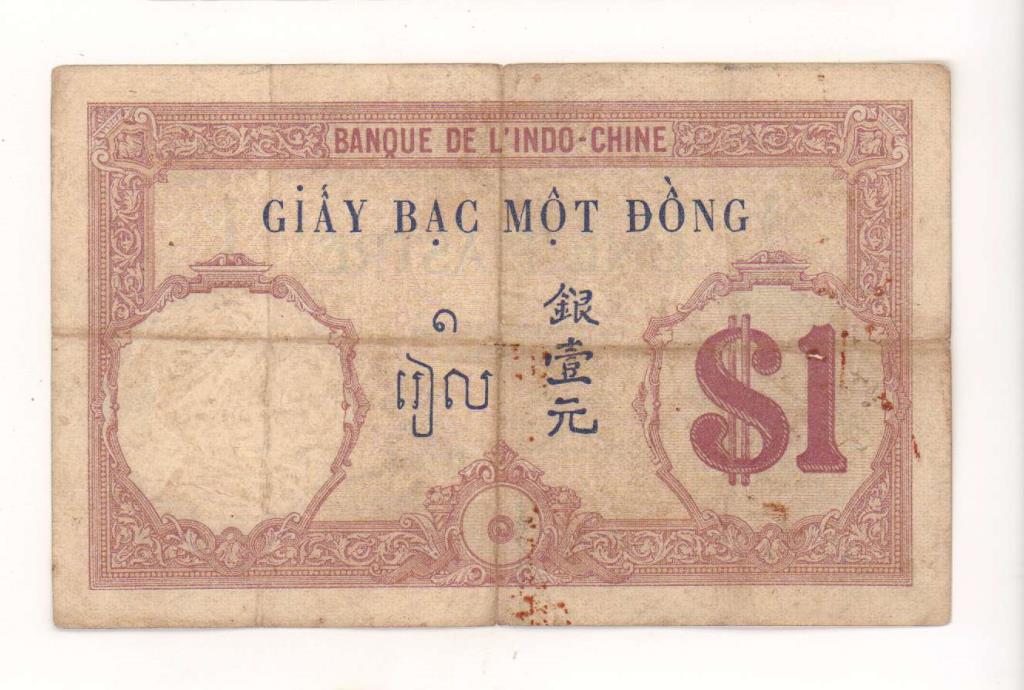 BANQUE DE L'INDO-CHINE
GIẤY BẠC MỘT ĐỒNG
១
រៀល
銀壹元
$1